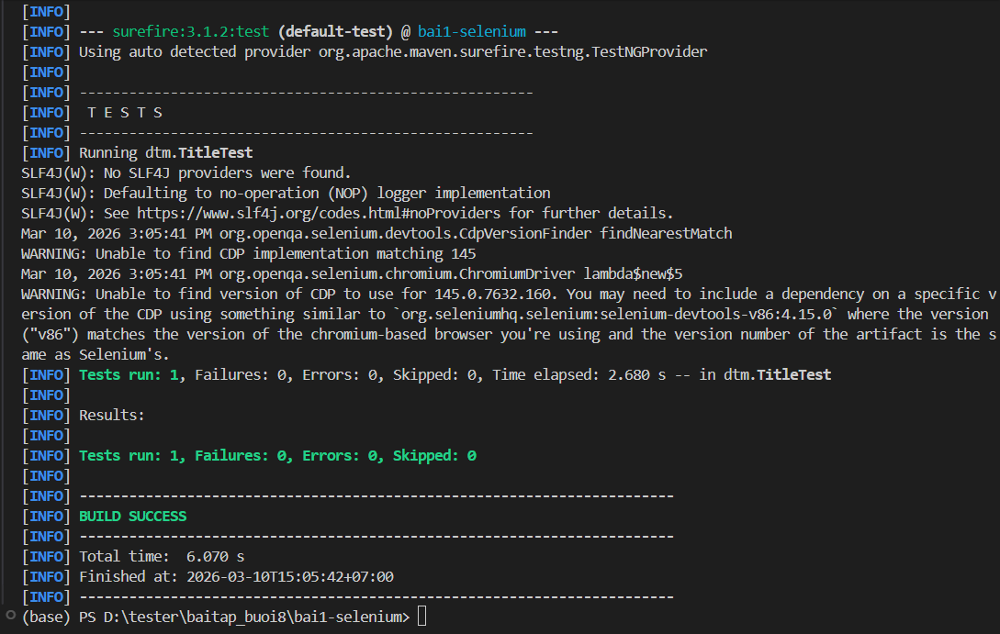 [INFO]
[INFO] --- surefire:3.1.2:test (default-test) @ bai1-selenium ---
[INFO] Using auto detected provider org.apache.maven.surefire.testng.TestNGProvider
[INFO]
[INFO] -------------------------------------------------------
[INFO]  T E S T S
[INFO] -------------------------------------------------------
[INFO] Running dtm.TitleTest
SLF4J(W): No SLF4J providers were found.
SLF4J(W): Defaulting to no-operation (NOP) logger implementation
SLF4J(W): See https://www.slf4j.org/codes.html#noProviders for further details.
Mar 10, 2026 3:05:41 PM org.openqa.selenium.devtools.CdpVersionFinder findNearestMatch
WARNING: Unable to find CDP implementation matching 145
Mar 10, 2026 3:05:41 PM org.openqa.selenium.chromium.ChromiumDriver lambda$new$5
WARNING: Unable to find version of CDP to use for 145.0.7632.160. You may need to include a dependency on a specific v
ersion of the CDP using something similar to `org.seleniumhq.selenium:selenium-devtools-v86:4.15.0` where the version
("v86") matches the version of the chromium-based browser you're using and the version number of the artifact is the s
ame as Selenium's.
[INFO] Tests run: 1, Failures: 0, Errors: 0, Skipped: 0, Time elapsed: 2.680 s -- in dtm.TitleTest
[INFO]
[INFO] Results:
[INFO]
[INFO] Tests run: 1, Failures: 0, Errors: 0, Skipped: 0
[INFO]
[INFO] ------------------------------------------------------------------------
[INFO] BUILD SUCCESS
[INFO] ------------------------------------------------------------------------
[INFO] Total time:  6.070 s
[INFO] Finished at: 2026-03-10T15:05:42+07:00
[INFO] ------------------------------------------------------------------------
(base) PS D:\tester\baitap_buoi8\bai1-selenium>